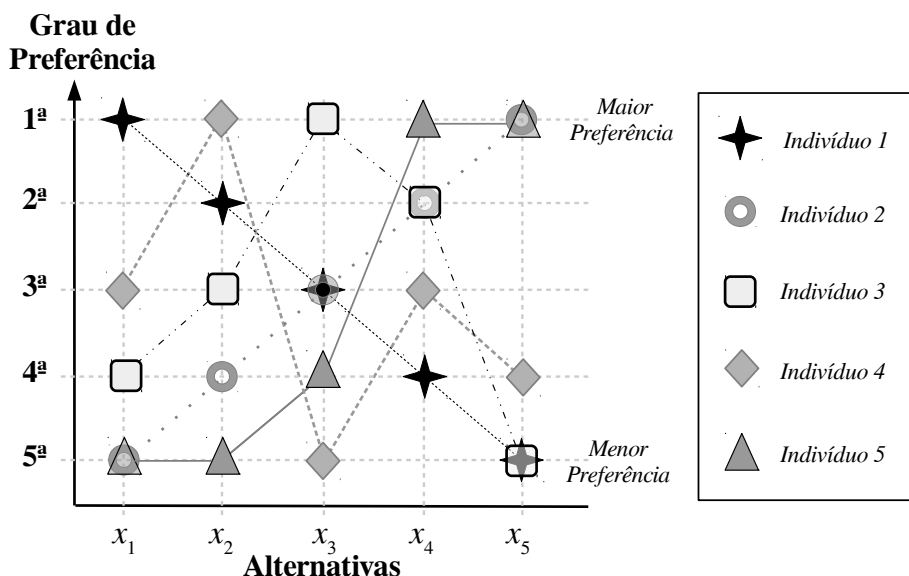 Grau de
Preferência
1ª
2ª
3ª
4ª
5ª
Maior
Preferência
Menor
Preferência
x1
x2
x3
x4
x5
Alternativas
Indivíduo 1
Indivíduo 2
Indivíduo 3
Indivíduo 4
Indivíduo 5